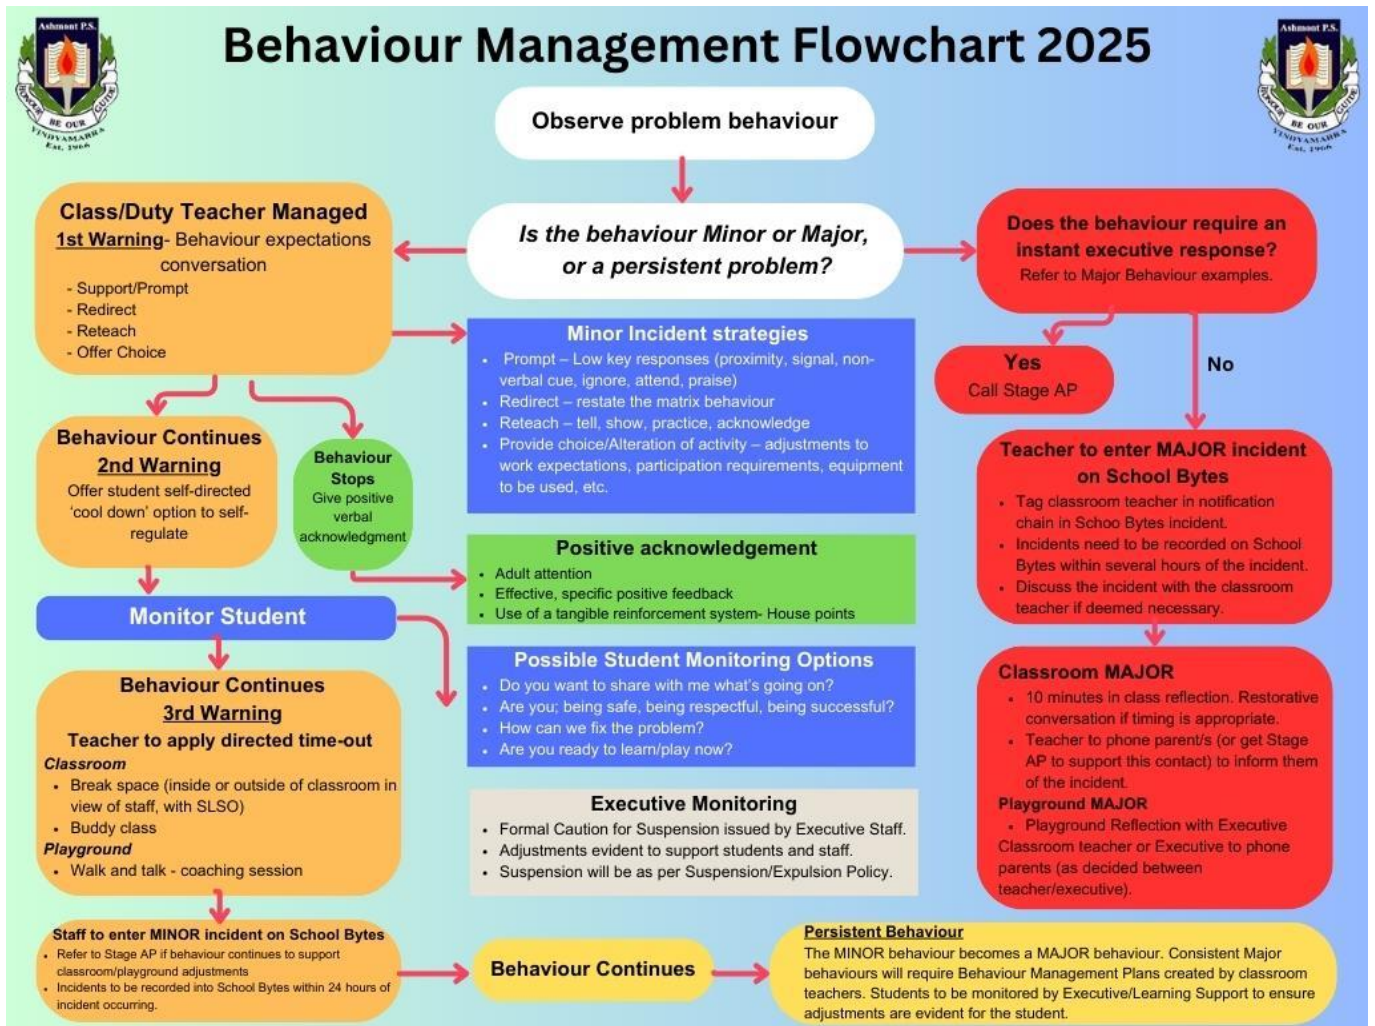 Ashmont P.S.
HONOUR BE OUR GUIDE
VINDYAMARRA
Est. 1966
Behaviour Management Flowchart 2025
Ashmont P.S.
HONOUR BE OUR GUIDE
VINDYAMARRA
Est. 1966
Observe problem behaviour
Is the behaviour Minor or Major,
or a persistent problem?
Class/Duty Teacher Managed
1st Warning- Behaviour expectations
conversation
- Support/Prompt
- Redirect
- Reteach
- Offer Choice
Behaviour Continues
2nd Warning
Offer student self-directed
‘cool down’ option to self-
regulate
Behaviour
Stops
Give positive
verbal
acknowledgment
Monitor Student
Behaviour Continues
3rd Warning
Teacher to apply directed time-out
Classroom
• Break space (inside or outside of classroom in
view of staff, with SLSO)
• Buddy class
Playground
• Walk and talk - coaching session
Staff to enter MINOR incident on School Bytes
• Refer to Stage AP if behaviour continues to support
classroom/playground adjustments
• Incidents to be recorded into School Bytes within 24 hours of
incident occurring.
Minor Incident strategies
• Prompt – Low key responses (proximity, signal, non-
verbal cue, ignore, attend, praise)
• Redirect – restate the matrix behaviour
• Reteach – tell, show, practice, acknowledge
• Provide choice/Alteration of activity – adjustments to
work expectations, participation requirements, equipment
to be used, etc.
Positive acknowledgement
• Adult attention
• Effective, specific positive feedback
• Use of a tangible reinforcement system- House points
Possible Student Monitoring Options
• Do you want to share with me what’s going on?
• Are you; being safe, being respectful, being successful?
• How can we fix the problem?
• Are you ready to learn/play now?
Executive Monitoring
• Formal Caution for Suspension issued by Executive Staff.
• Adjustments evident to support students and staff.
• Suspension will be as per Suspension/Expulsion Policy.
Does the behaviour require an
instant executive response?
Refer to Major Behaviour examples.
Yes
Call Stage AP
No
Teacher to enter MAJOR incident
on School Bytes
• Tag classroom teacher in notification
chain in Schoo Bytes incident.
• Incidents need to be recorded on School
Bytes within several hours of the incident.
• Discuss the incident with the classroom
teacher if deemed necessary.
Classroom MAJOR
• 10 minutes in class reflection. Restorative
conversation if timing is appropriate.
• Teacher to phone parent/s (or get Stage
AP to support this contact) to inform them
of the incident.
Playground MAJOR
• Playground Reflection with Executive
Classroom teacher or Executive to phone
parents (as decided between
teacher/executive).
Behaviour Continues
Persistent Behaviour
The MINOR behaviour becomes a MAJOR behaviour. Consistent Major
behaviours will require Behaviour Management Plans created by classroom
teachers. Students to be monitored by Executive/Learning Support to ensure
adjustments are evident for the student.